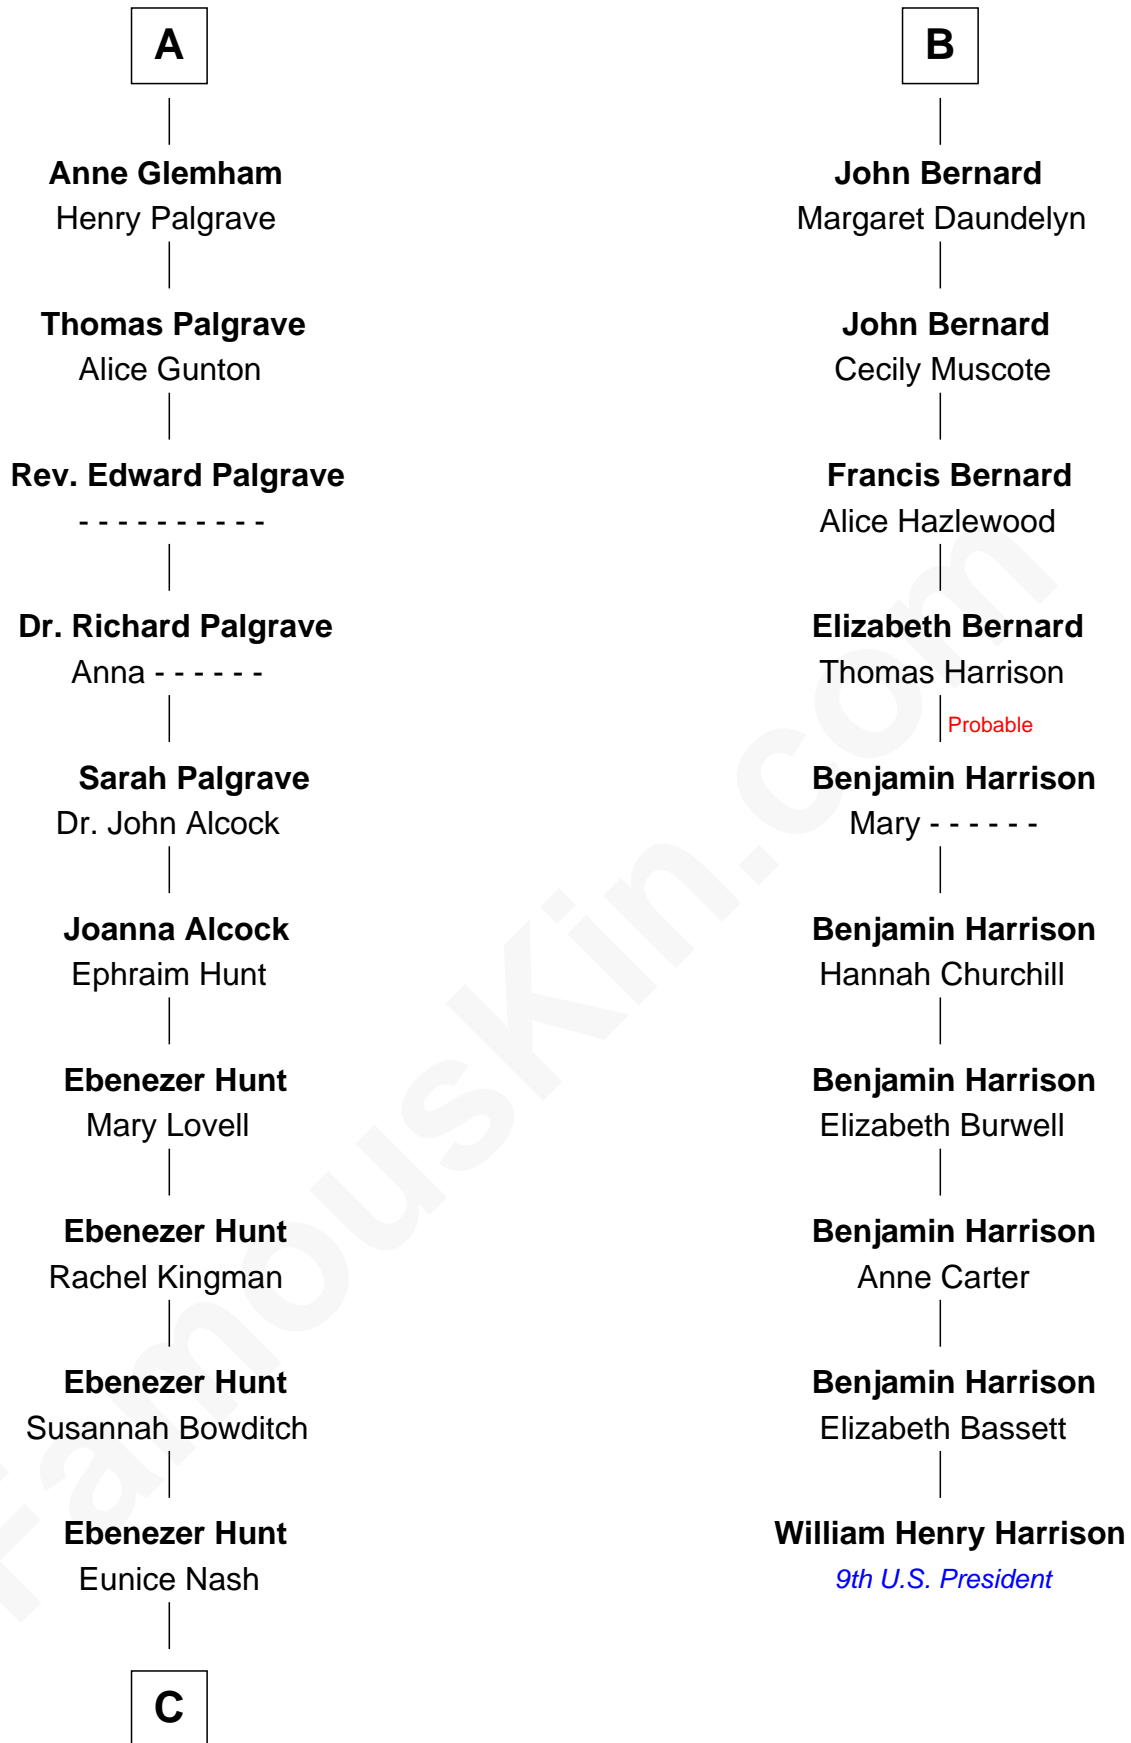 A
Anne Glemham
Henry Palgrave
Thomas Palgrave
Alice Gunton
Rev. Edward Palgrave
- - - - - - - - - -
Dr. Richard Palgrave
Anna - - - - - -
Sarah Palgrave
Dr. John Alcock
Joanna Alcock
Ephraim Hunt
Ebenezer Hunt
Mary Lovell
Ebenezer Hunt
Rachel Kingman
Ebenezer Hunt
Susannah Bowditch
Ebenezer Hunt
Eunice Nash
C
B
John Bernard
Margaret Daundelyn
John Bernard
Cecily Muscote
Francis Bernard
Alice Hazlewood
Elizabeth Bernard
Thomas Harrison
Probable
Benjamin Harrison
Mary - - - - - -
Benjamin Harrison
Hannah Churchill
Benjamin Harrison
Elizabeth Burwell
Benjamin Harrison
Anne Carter
Benjamin Harrison
Elizabeth Bassett
William Henry Harrison
9th U.S. President
FamousKin.com